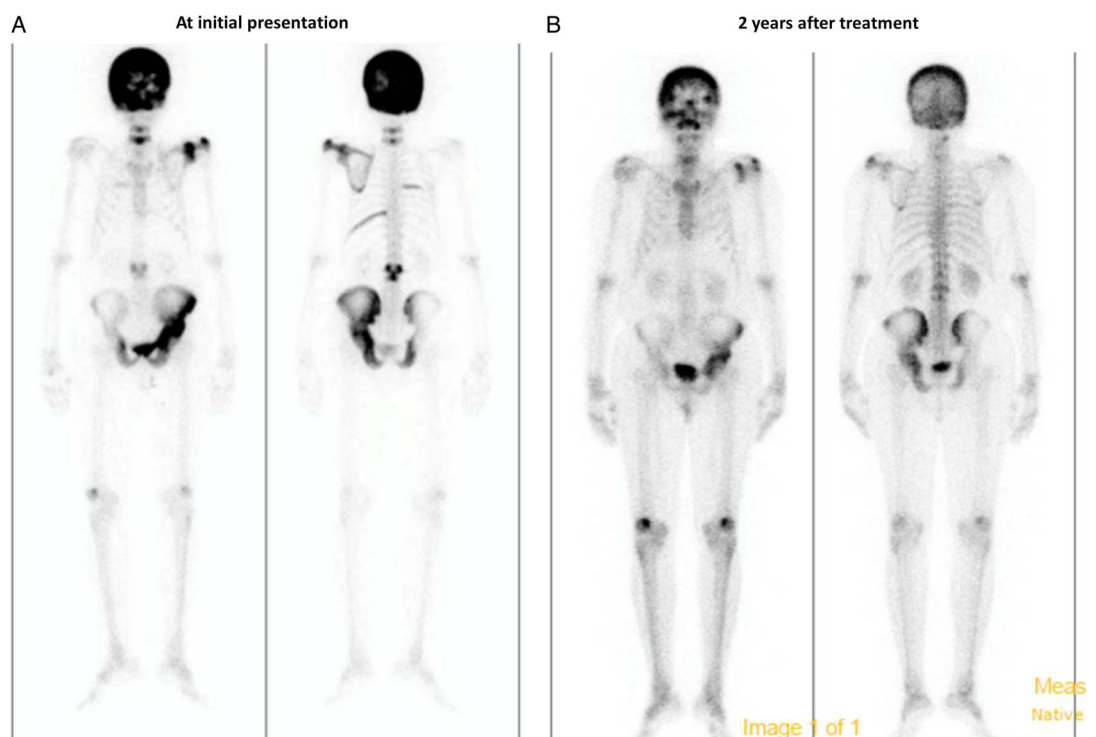 A
At initial presentation
B
2 years after treatment
Meas
Native
Image 1 of 1